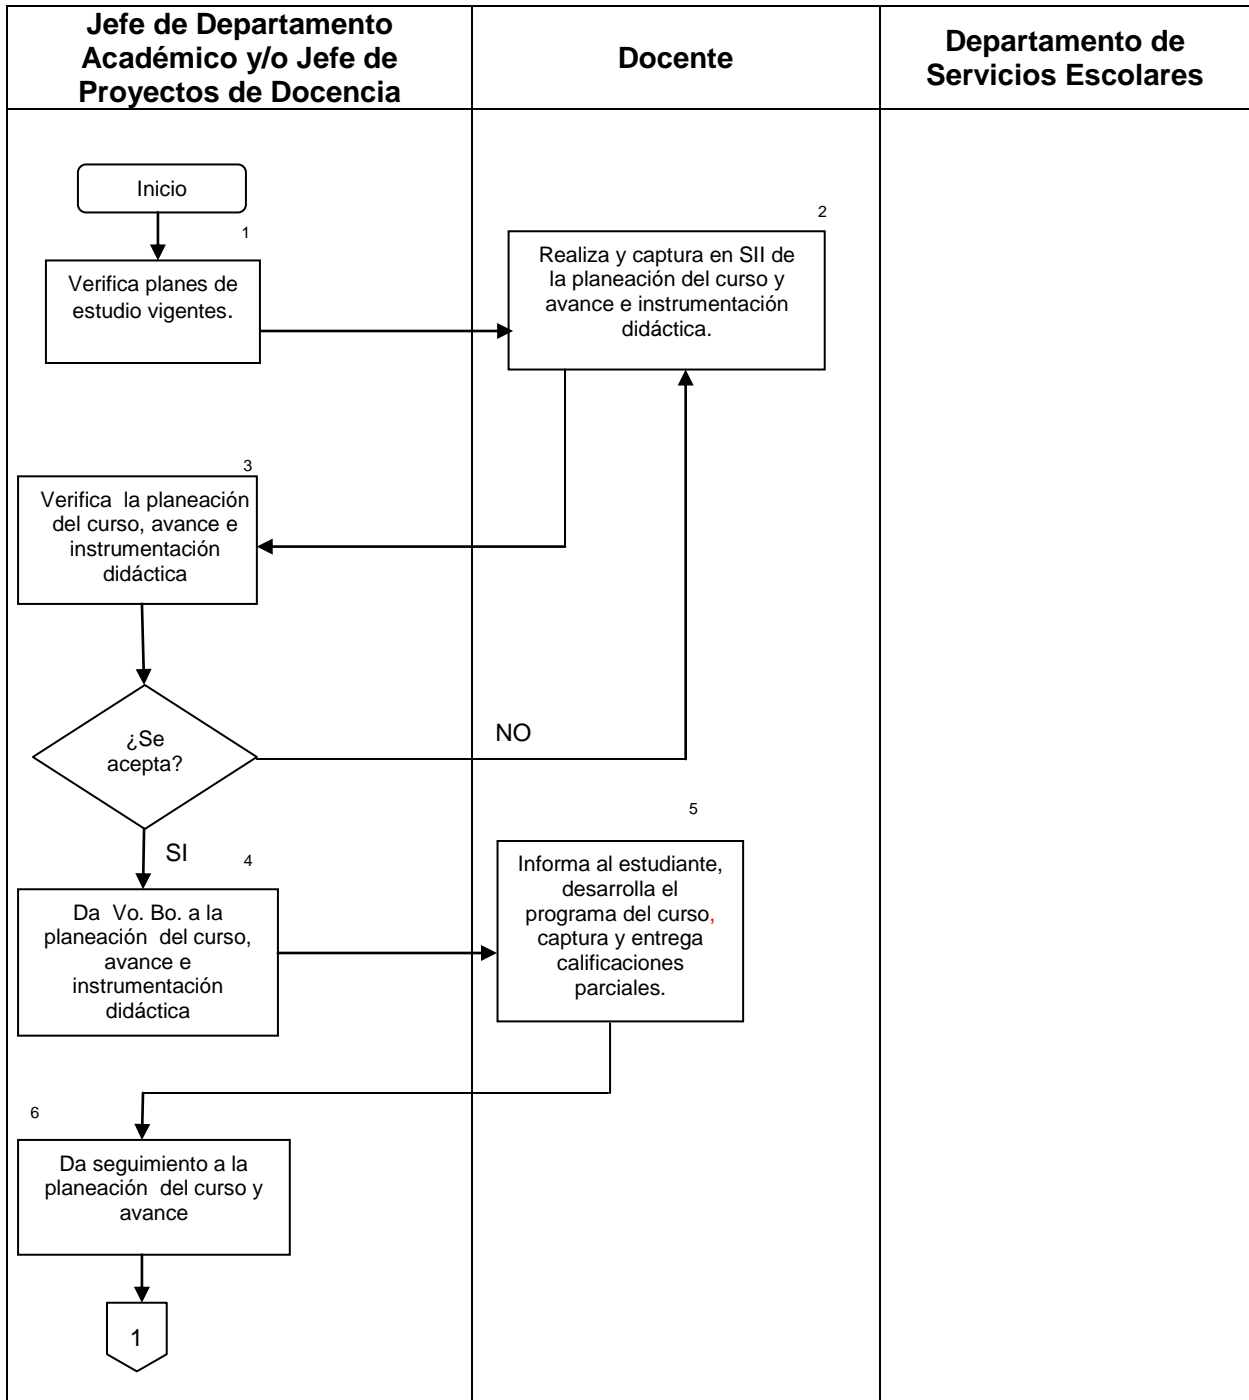 Jefe de Departamento
Académico y/o Jefe de
Proyectos de Docencia
Docente
Departamento de
Servicios Escolares
Inicio
1
Verifica planes de
estudio vigentes.
2
Realiza y captura en SII de
la planeación del curso y
avance e instrumentación
didáctica.
3
Verifica la planeación
del curso, avance e
instrumentación
didáctica
¿Se
acepta?
NO
SI
4
Da Vo. Bo. a la
planeación del curso,
avance e
instrumentación
didáctica
5
Informa al estudiante,
desarrolla el
programa del curso,
captura y entrega
calificaciones
parciales.
6
Da seguimiento a la
planeación del curso y
avance
1